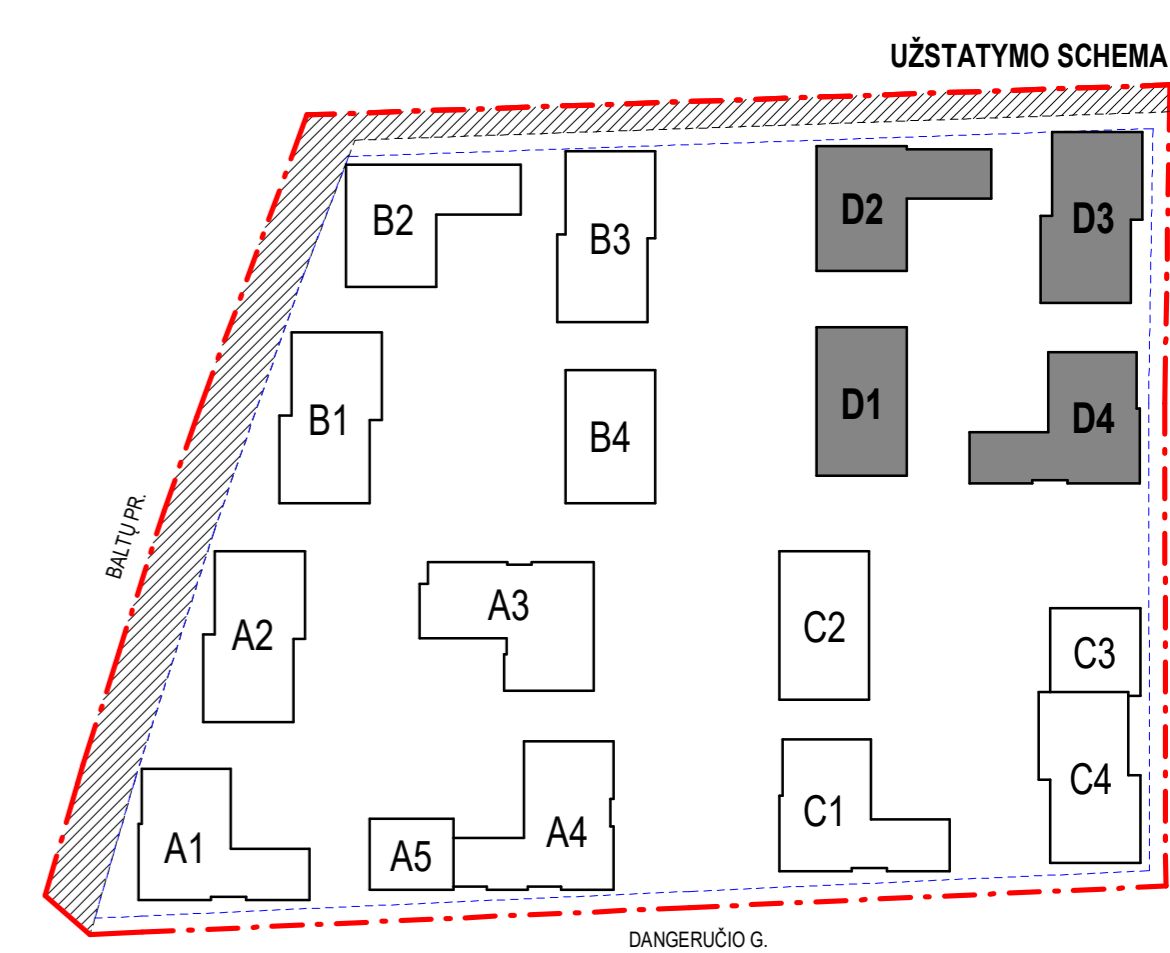 UŽSTATYMO SCHEMA
B2
B3
D2
D3
B1
B4
D1
D4
BALTŲ PR.
A2
A3
C2
C3
A1
A5
A4
C1
C4
DANGERUČIO G.